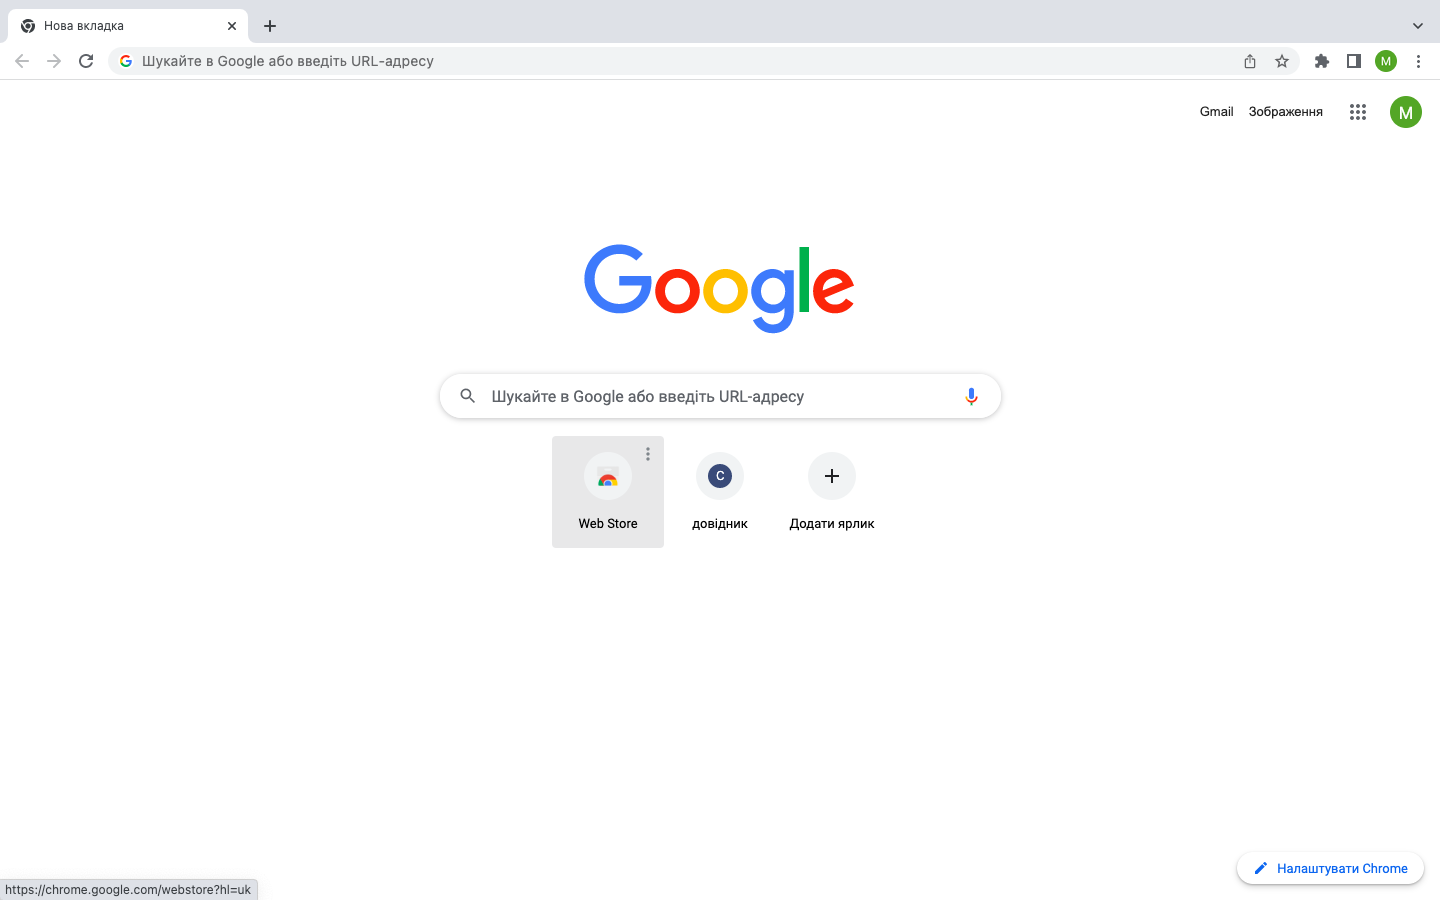 Нова вкладка
Шукайте в Google або введіть URL-адресу
M
Gmail Зображення
M
Google
Шукайте в Google або введіть URL-адресу
C
Web Store довідник Додати ярлик
Налаштувати Chrome
https://chrome.google.com/webstore?hl=uk